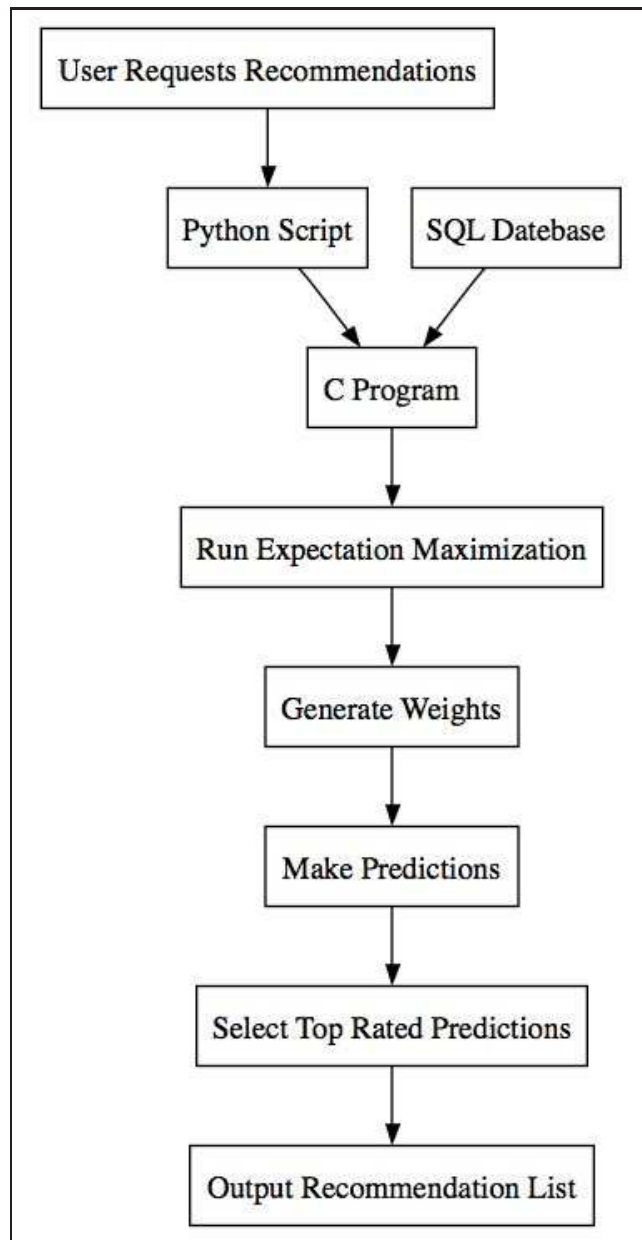 User Requests Recommendations
Python Script
SQL Datebase
C Program
Run Expectation Maximization
Generate Weights
Make Predictions
Select Top Rated Predictions
Output Recommendation List